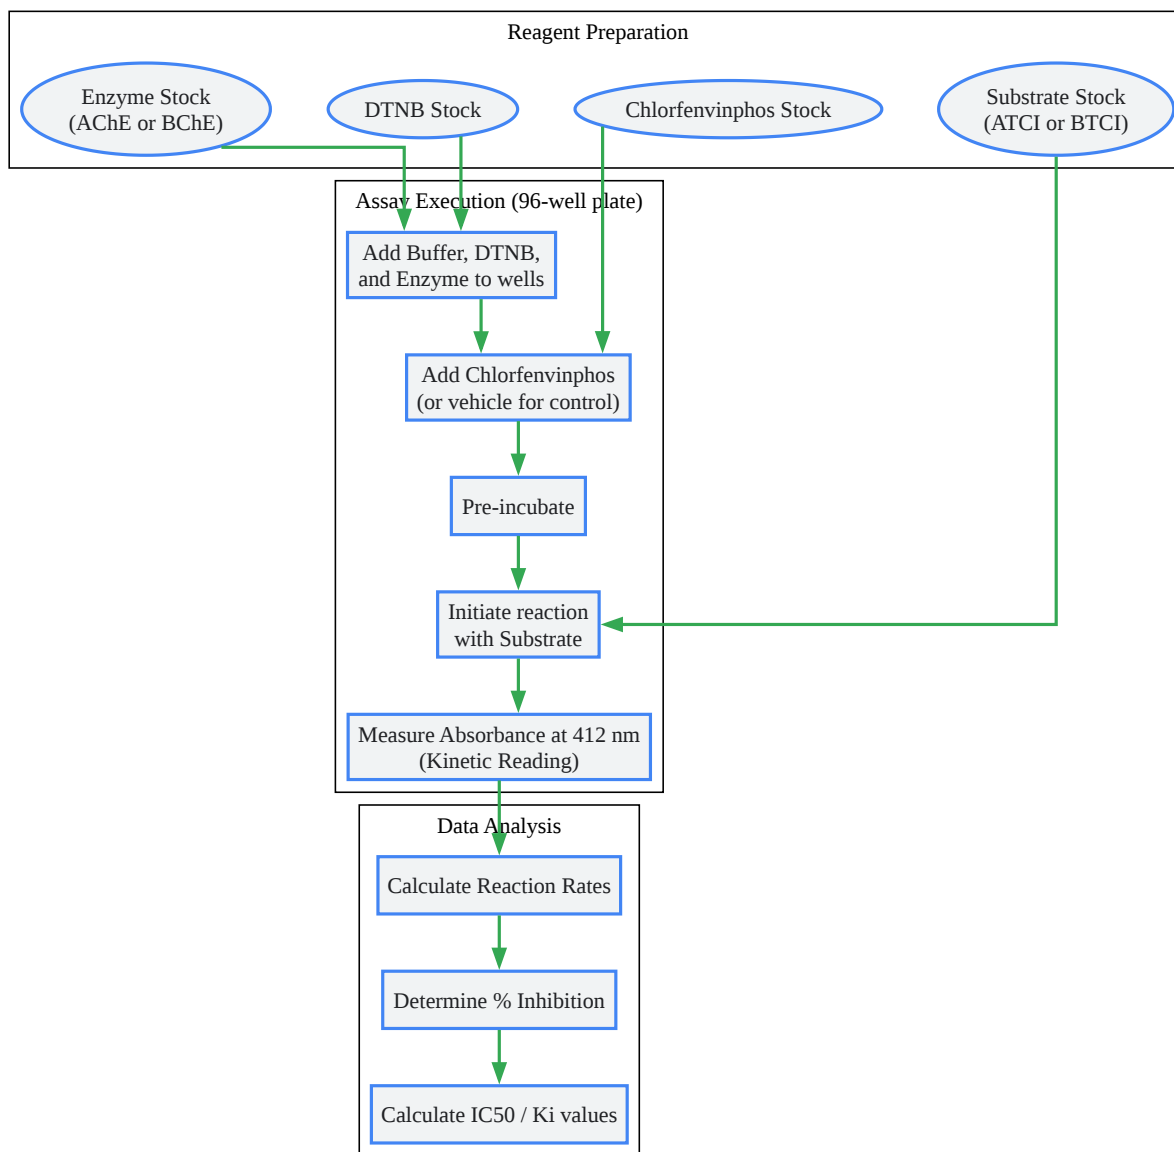 Reagent Preparation
Enzyme Stock
(AChE or BChE)
DTNB Stock
Chlorfenvinphos Stock
Substrate Stock
(ATCI or BTCI)
Assay Execution (96-well plate)
Add Buffer, DTNB,
and Enzyme to wells
Add Chlorfenvinphos
(or vehicle for control)
Pre-incubate
Initiate reaction
with Substrate
Measure Absorbance at 412 nm
(Kinetic Reading)
Data Analysis
Calculate Reaction Rates
Determine % Inhibition
Calculate IC50 / Ki values